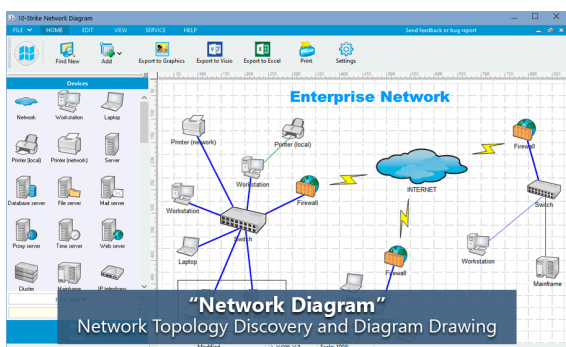 10-Strike Network Diagram
FILE HOME EDIT VIEW SERVICE HELP Send feedback or bug report
Find New Add Export to Graphics Export to Visio Export to Excel Print Settings
Devices
Network Workstation Laptop
Printer (local) Printer (network) Server
Database server File server Mail server
Proxy server Time server Web server
Cluster Mainframe IP telephony
Enterprise Network
Printer (network)
Printer (local)
Firewall
Workstation
INTERNET
Firewall
Workstation
Switch
Switch
Laptop
Workstation
Firewall
Mainframe
“Network Diagram”
Network Topology Discovery and Diagram Drawing